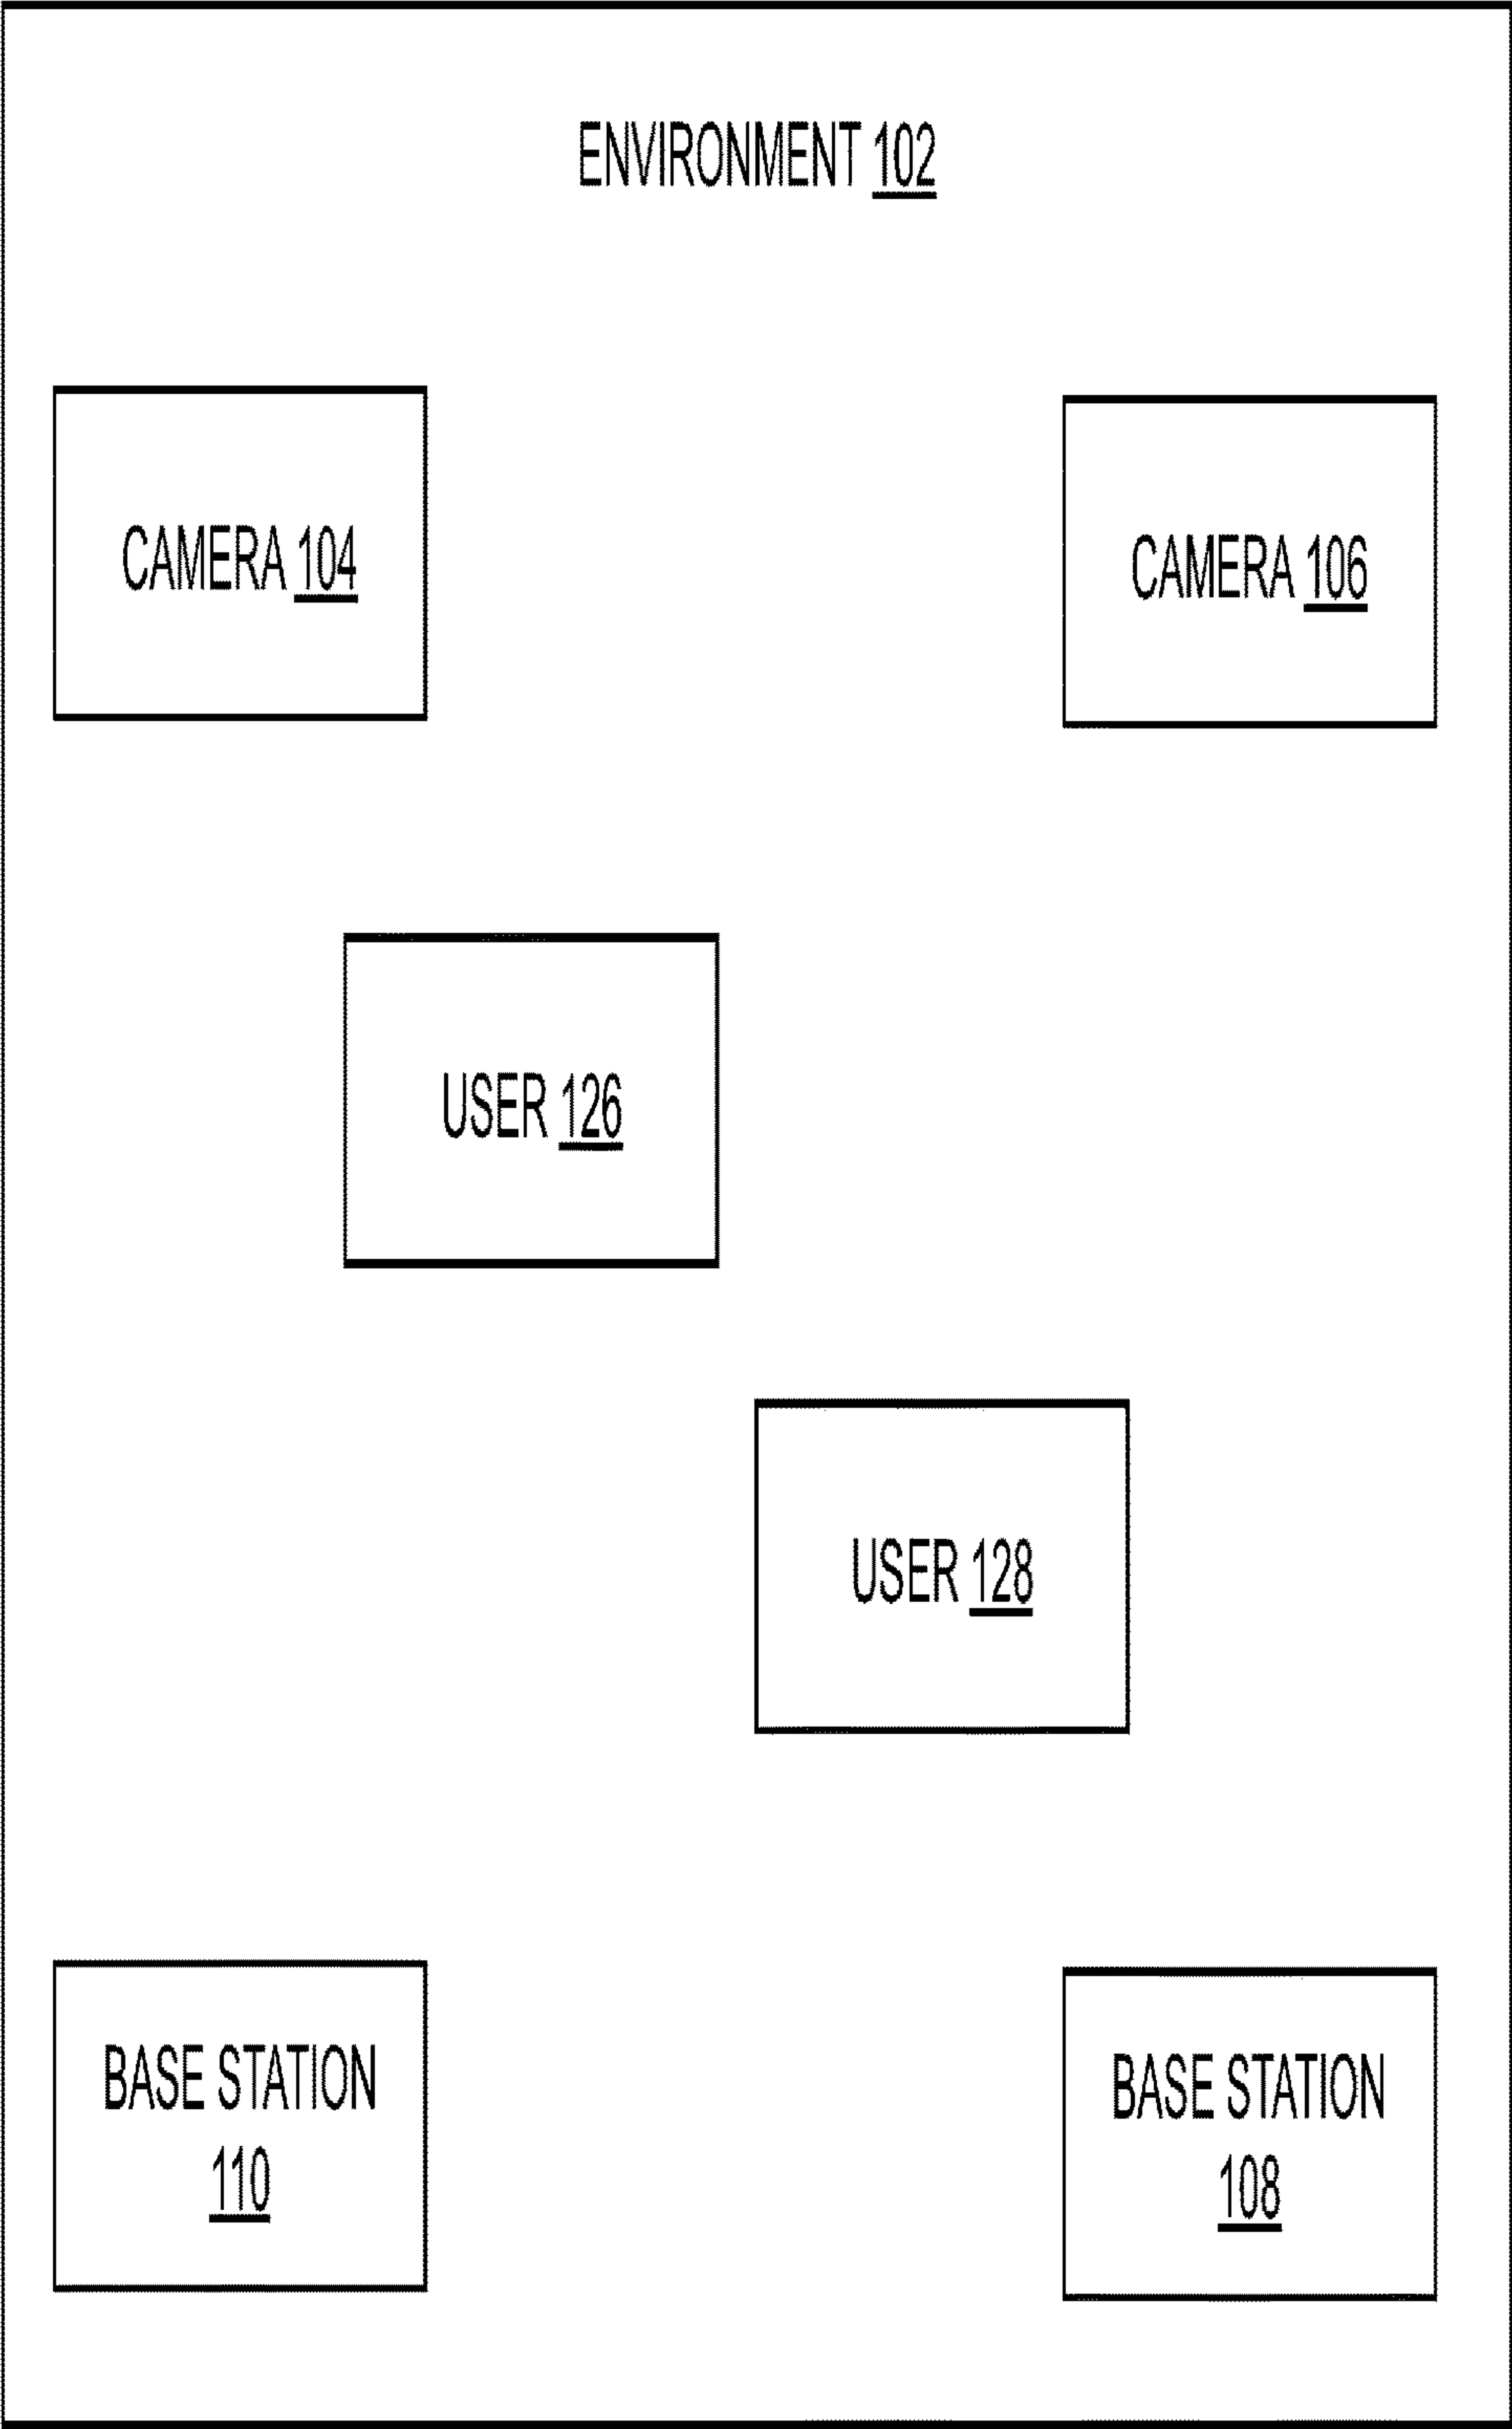 ENVIRONMENT 102
CAMERA 104
CAMERA 106
USER 126
USER 128
BASE STATION
110
BASE STATION
108